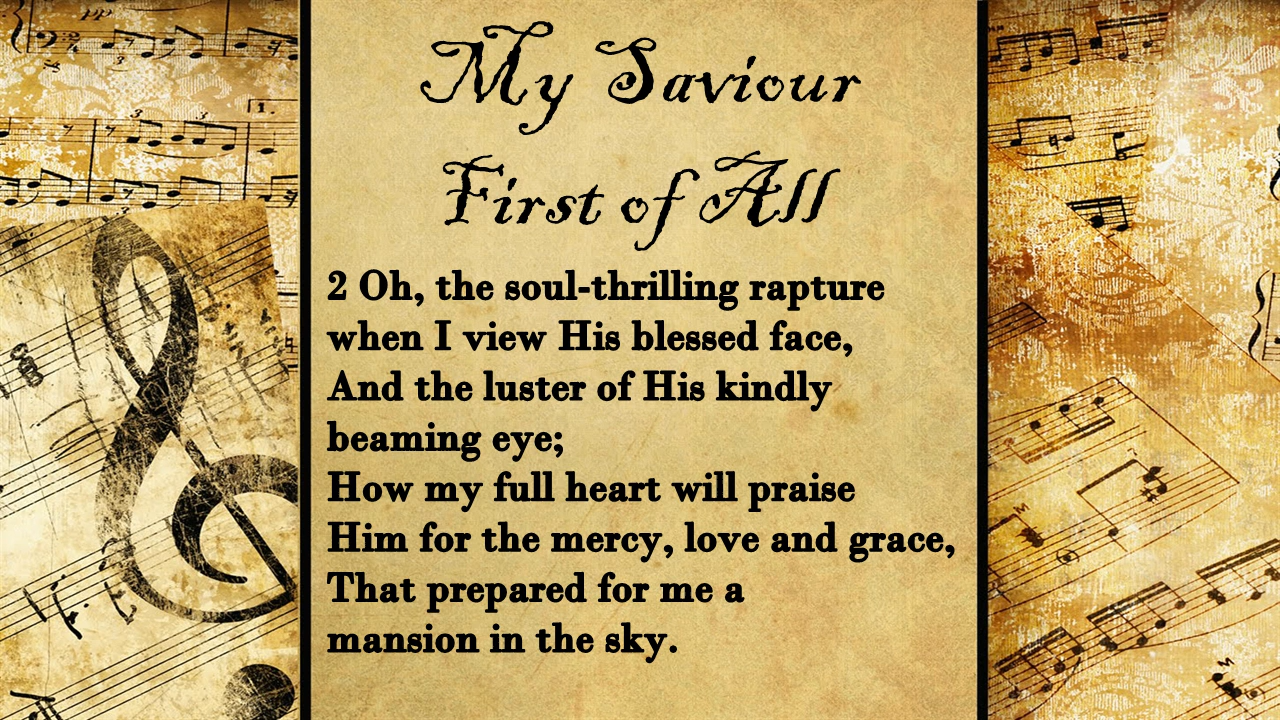 My Saviour
First of All
2 Oh, the soul-thrilling rapture
when I view His blessed face,
And the luster of His kindly
beaming eye;
How my full heart will praise
Him for the mercy, love and grace,
That prepared for me a
mansion in the sky.